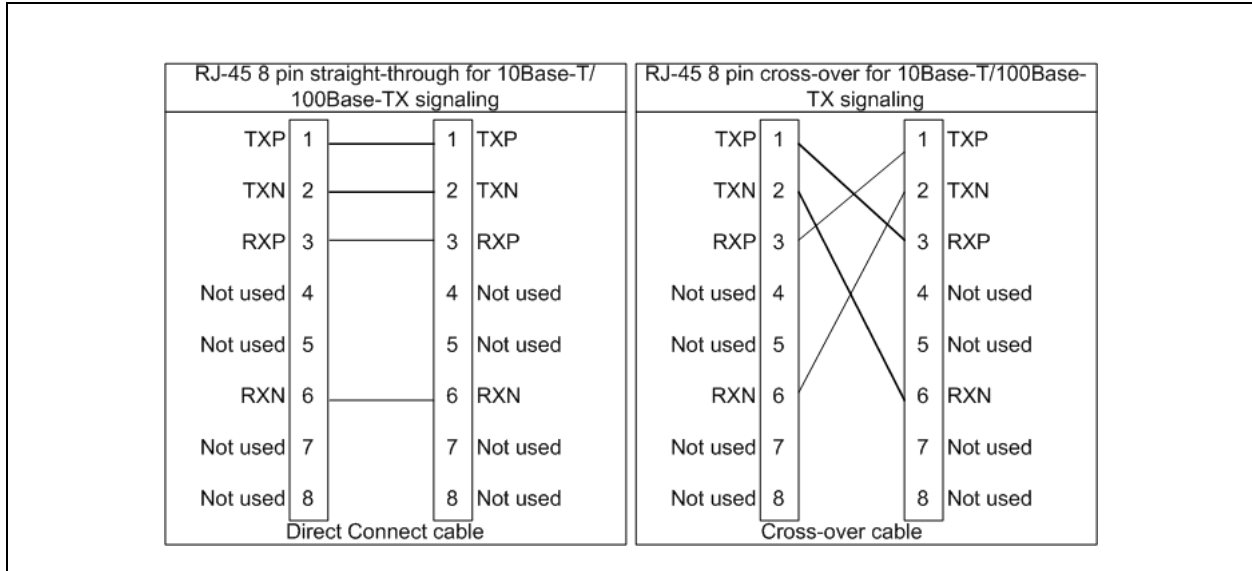 RJ-45 8 pin straight-through for 10Base-T/
100Base-TX signaling
TXP 1 1 TXP
TXN 2 2 TXN
RXP 3 3 RXP
Not used 4 4 Not used
Not used 5 5 Not used
RXN 6 6 RXN
Not used 7 7 Not used
Not used 8 8 Not used
Direct Connect cable
RJ-45 8 pin cross-over for 10Base-T/100Base-
TX signaling
TXP 1 1 TXP
TXN 2 2 TXN
RXP 3 3 RXP
Not used 4 4 Not used
Not used 5 5 Not used
RXN 6 6 RXN
Not used 7 7 Not used
Not used 8 8 Not used
Cross-over cable